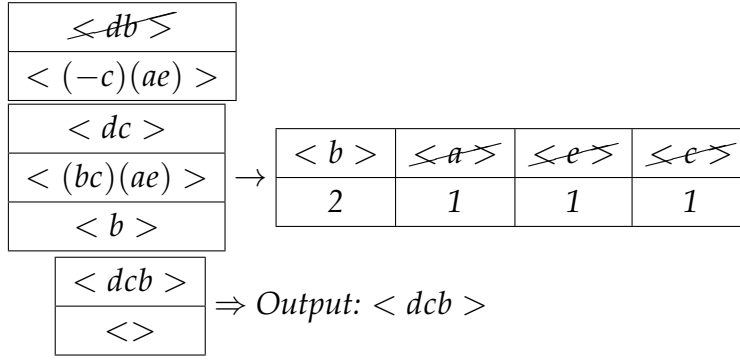 < db >
< (−c)(ae) >
< dc >
< (bc)(ae) >
< b >
→
< b > < a > < e > < c >
2 1 1 1
< dcb >
<>
⇒ Output: < dcb >